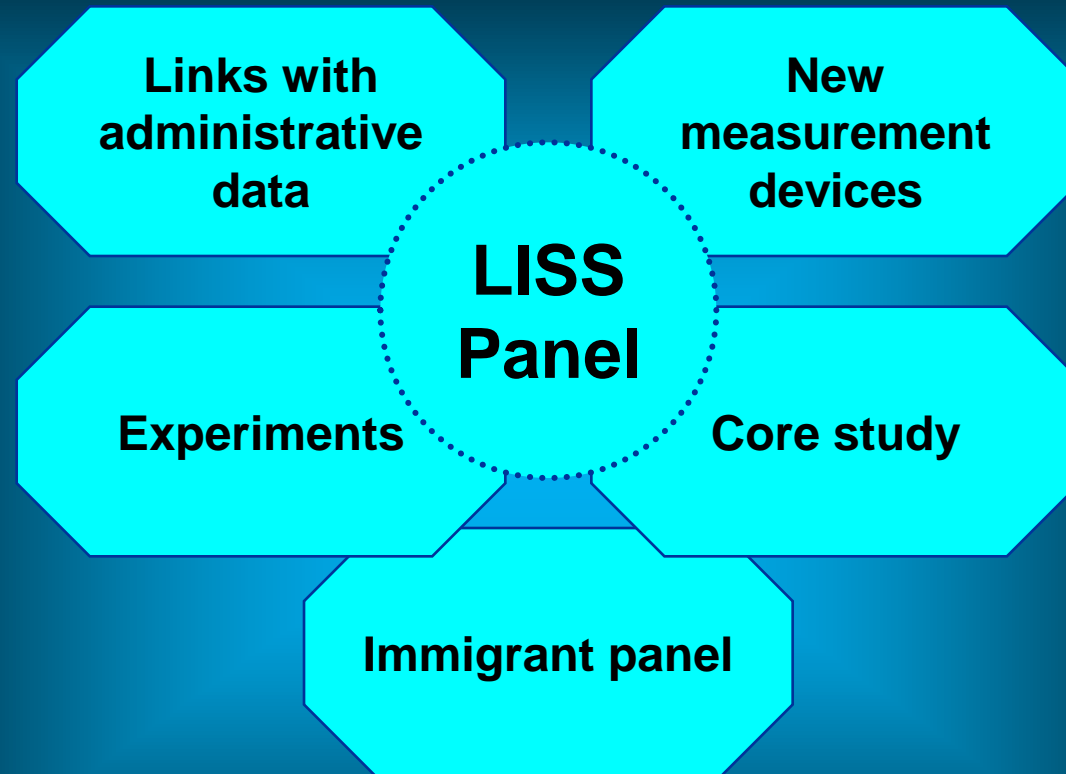 Links with
administrative
data
New
measurement
devices
LISS
Panel
Experiments
Core study
Immigrant panel